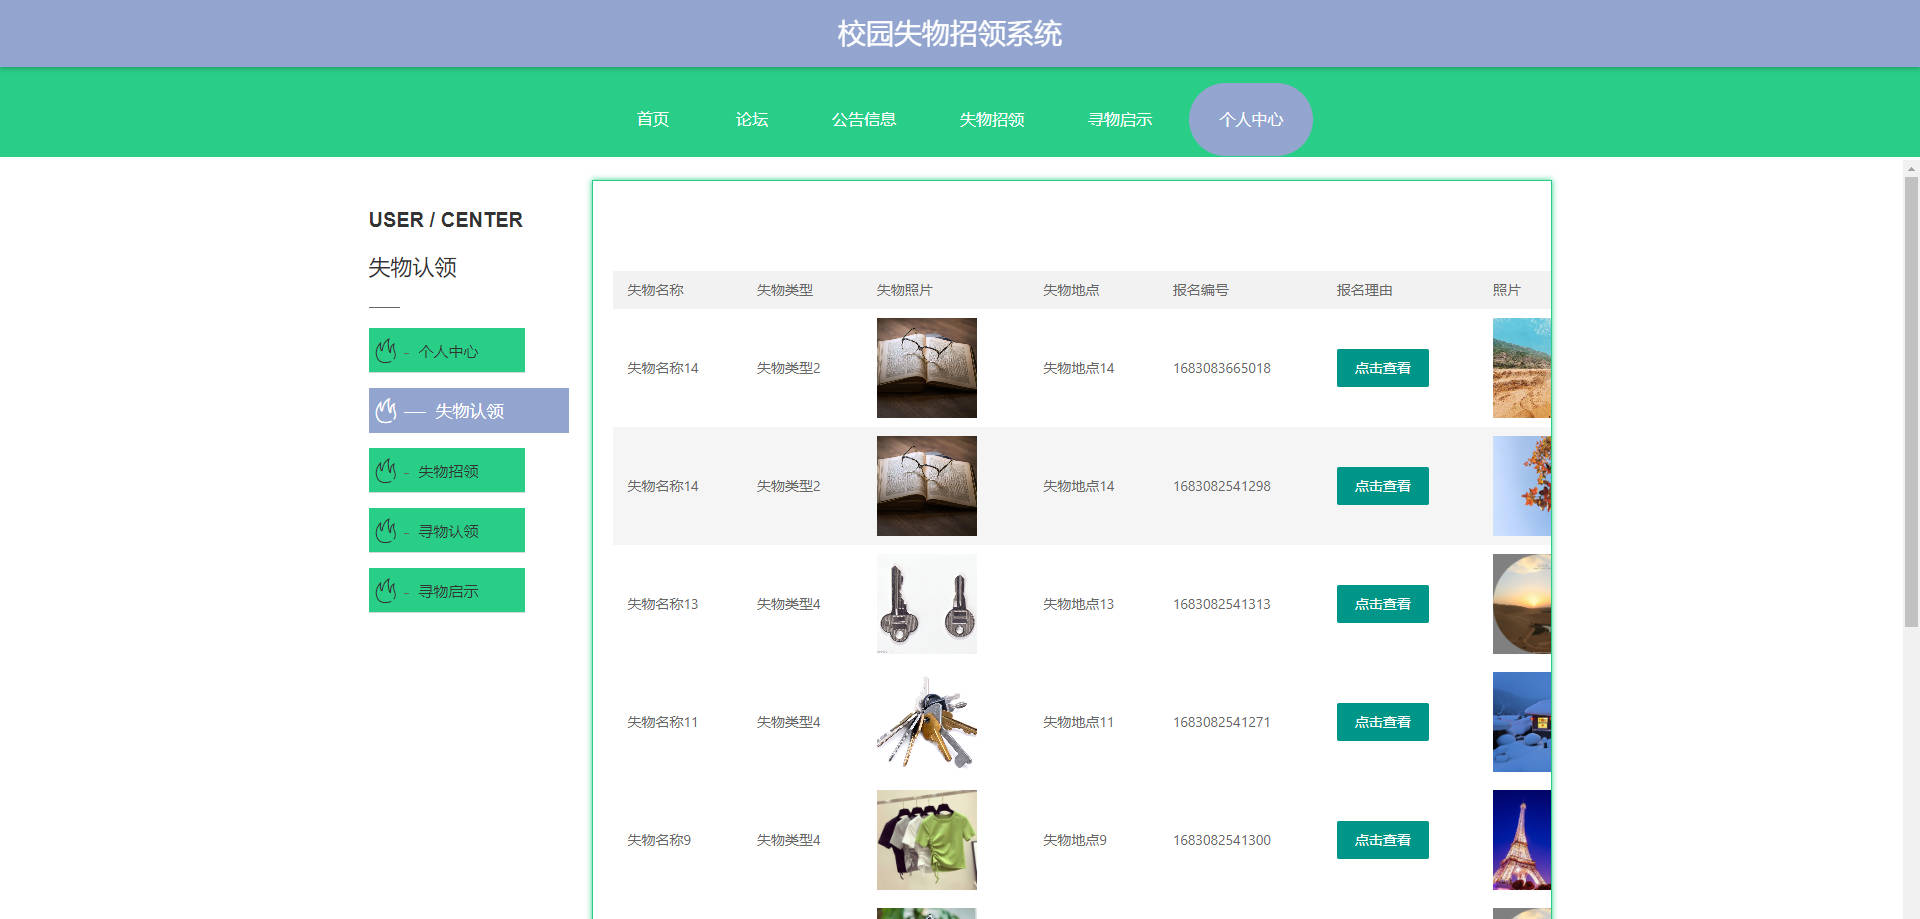 校园失物招领系统
首页 论坛 公告信息 失物招领 寻物启示 个人中心
USER / CENTER
失物认领
- 个人中心
— 失物认领
- 失物招领
- 寻物认领
- 寻物启示
失物名称 失物类型 失物照片 失物地点 报名编号 报名理由 照片
失物名称14 失物类型2 失物地点14 1683083665018 点击查看
失物名称14 失物类型2 失物地点14 1683082541298 点击查看
失物名称13 失物类型4 失物地点13 1683082541313 点击查看
失物名称11 失物类型4 失物地点11 1683082541271 点击查看
失物名称9 失物类型4 失物地点9 1683082541300 点击查看